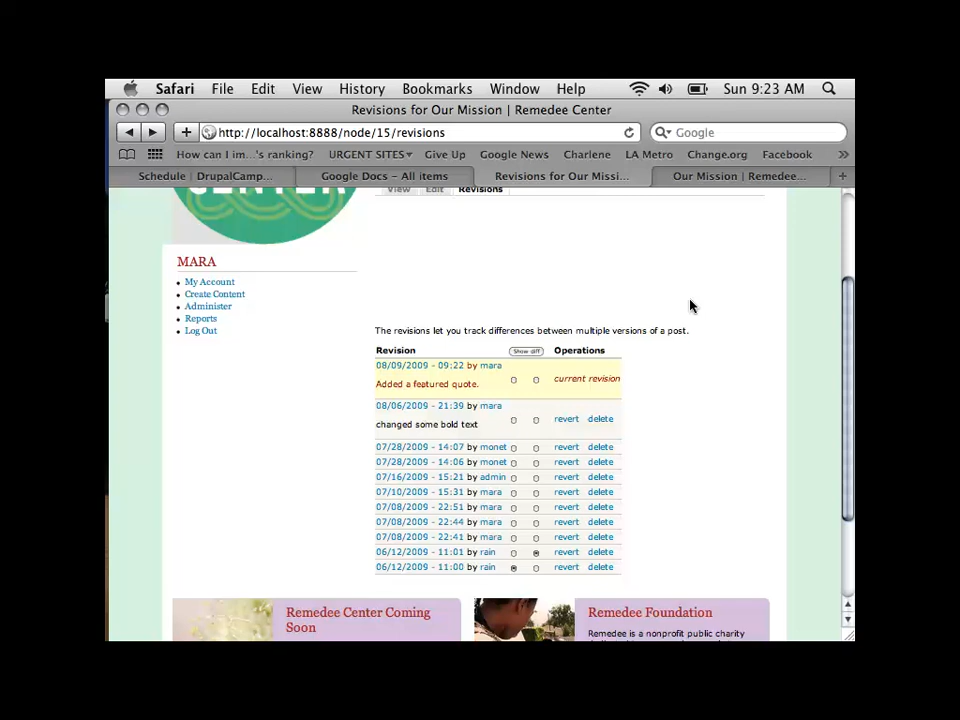 Safari File Edit View History Bookmarks Window Help Sun 9:23 AM
Revisions for Our Mission | Remedee Center
http://localhost:8888/node/15/revisions Google
How can I im...'s ranking? URGENT SITES▾ Give Up Google News Charlene LA Metro Change.org Facebook »
Schedule | DrupalCamp... Google Docs - All items Revisions for Our Missi... Our Mission | Remedee... +
View Edit Revisions
MARA
My Account
Create Content
Administer
Reports
Log Out
The revisions let you track differences between multiple versions of a post.
Revision Show diff Operations
08/09/2009 - 09:22 by mara
Added a featured quote. current revision
08/06/2009 - 21:39 by mara
changed some bold text revert delete
07/28/2009 - 14:07 by monet revert delete
07/28/2009 - 14:06 by monet revert delete
07/16/2009 - 15:21 by admin revert delete
07/10/2009 - 15:31 by mara revert delete
07/08/2009 - 22:51 by mara revert delete
07/08/2009 - 22:44 by mara revert delete
07/08/2009 - 22:41 by mara revert delete
06/12/2009 - 11:01 by rain revert delete
06/12/2009 - 11:00 by rain revert delete
Remedee Center Coming
Soon
Remedee Foundation
Remedee is a nonprofit public charity